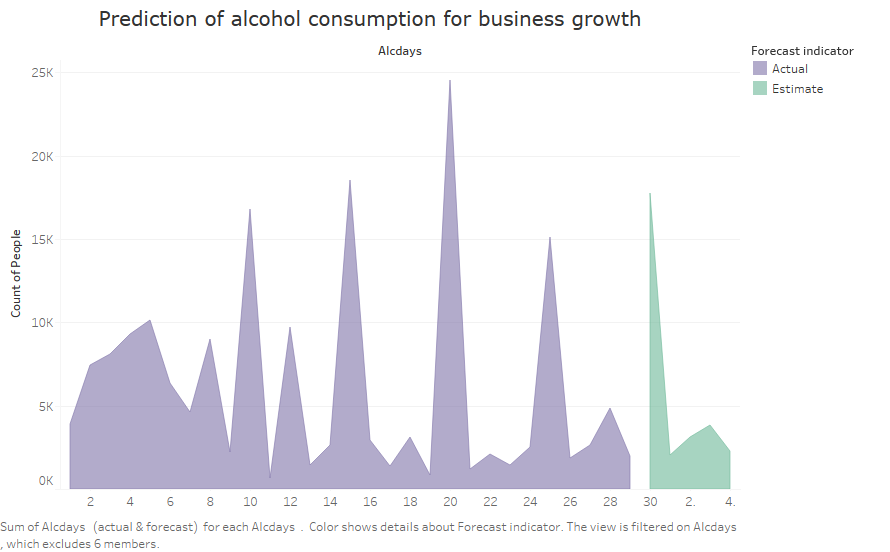 Prediction of alcohol consumption for business growth
Alcdays
Forecast indicator
Actual
Estimate
25K
20K
15K
10K
5K
0K
Count of People
2 4 6 8 10 12 14 16 18 20 22 24 26 28 30 2. 4.
Sum of Alcdays (actual & forecast) for each Alcdays . Color shows details about Forecast indicator. The view is filtered on Alcdays
, which excludes 6 members.